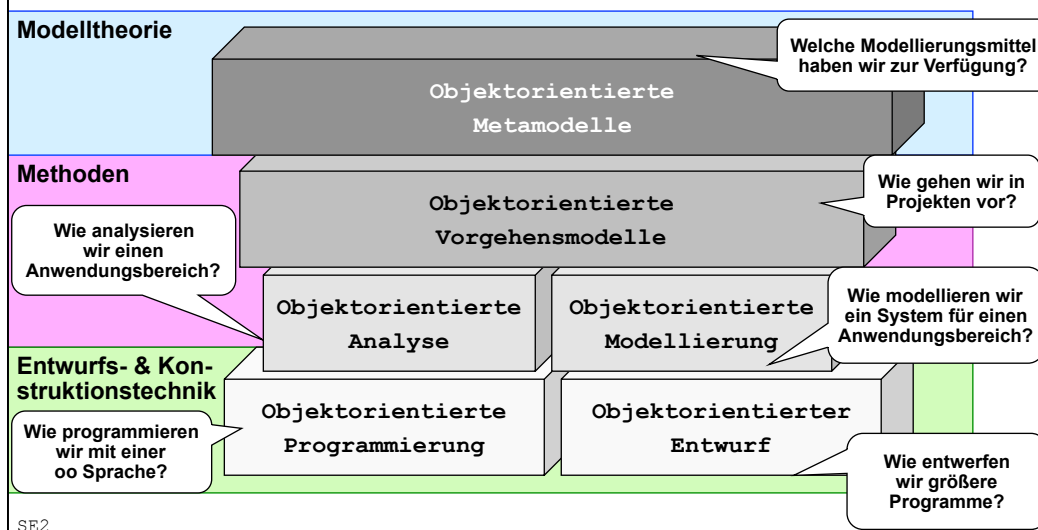 Modelltheorie
Welche Modellierungsmittel
haben wir zur Verfügung?
Objektorientierte
Metamodelle
Methoden
Wie gehen wir in
Projekten vor?
Objektorientierte
Vorgehensmodelle
Wie analysieren
wir einen
Anwendungsbereich?
Objektorientierte
Analyse
Objektorientierte
Modellierung
Wie modellieren wir
ein System für einen
Anwendungsbereich?
Entwurfs- & Kon-
struktionstechnik
Objektorientierte
Programmierung
Objektorientierter
Entwurf
Wie programmieren
wir mit einer
oo Sprache?
Wie entwerfen
wir größere
Programme?
SE2